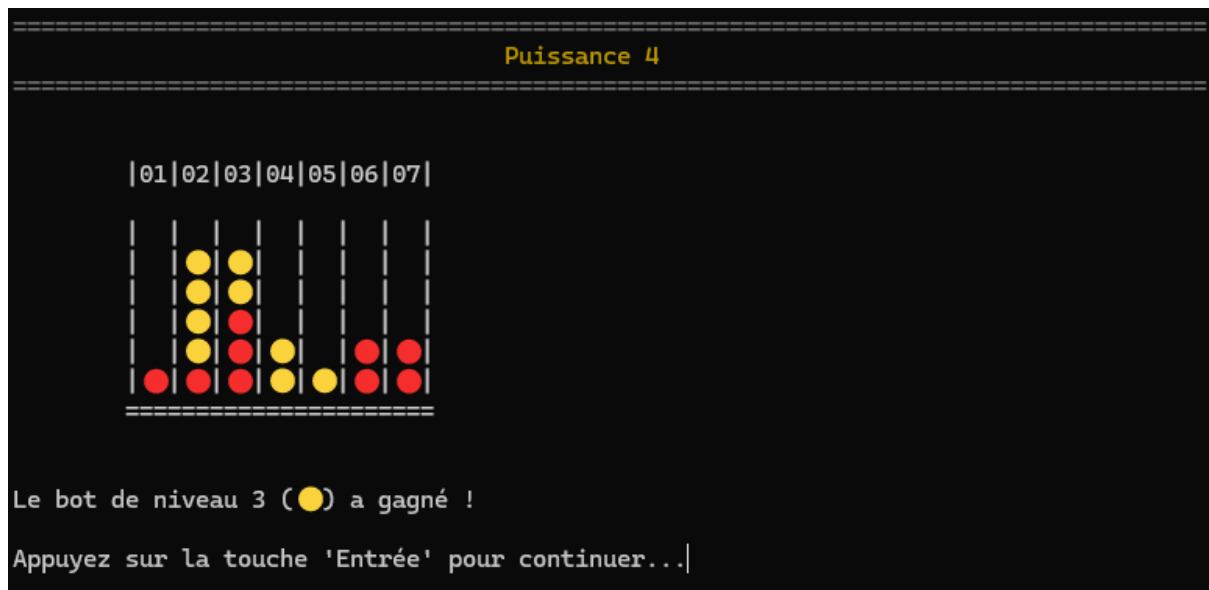 Puissance 4
|01|02|03|04|05|06|07|
Le bot de niveau 3 (🟡) a gagné !
Appuyez sur la touche 'Entrée' pour continuer...